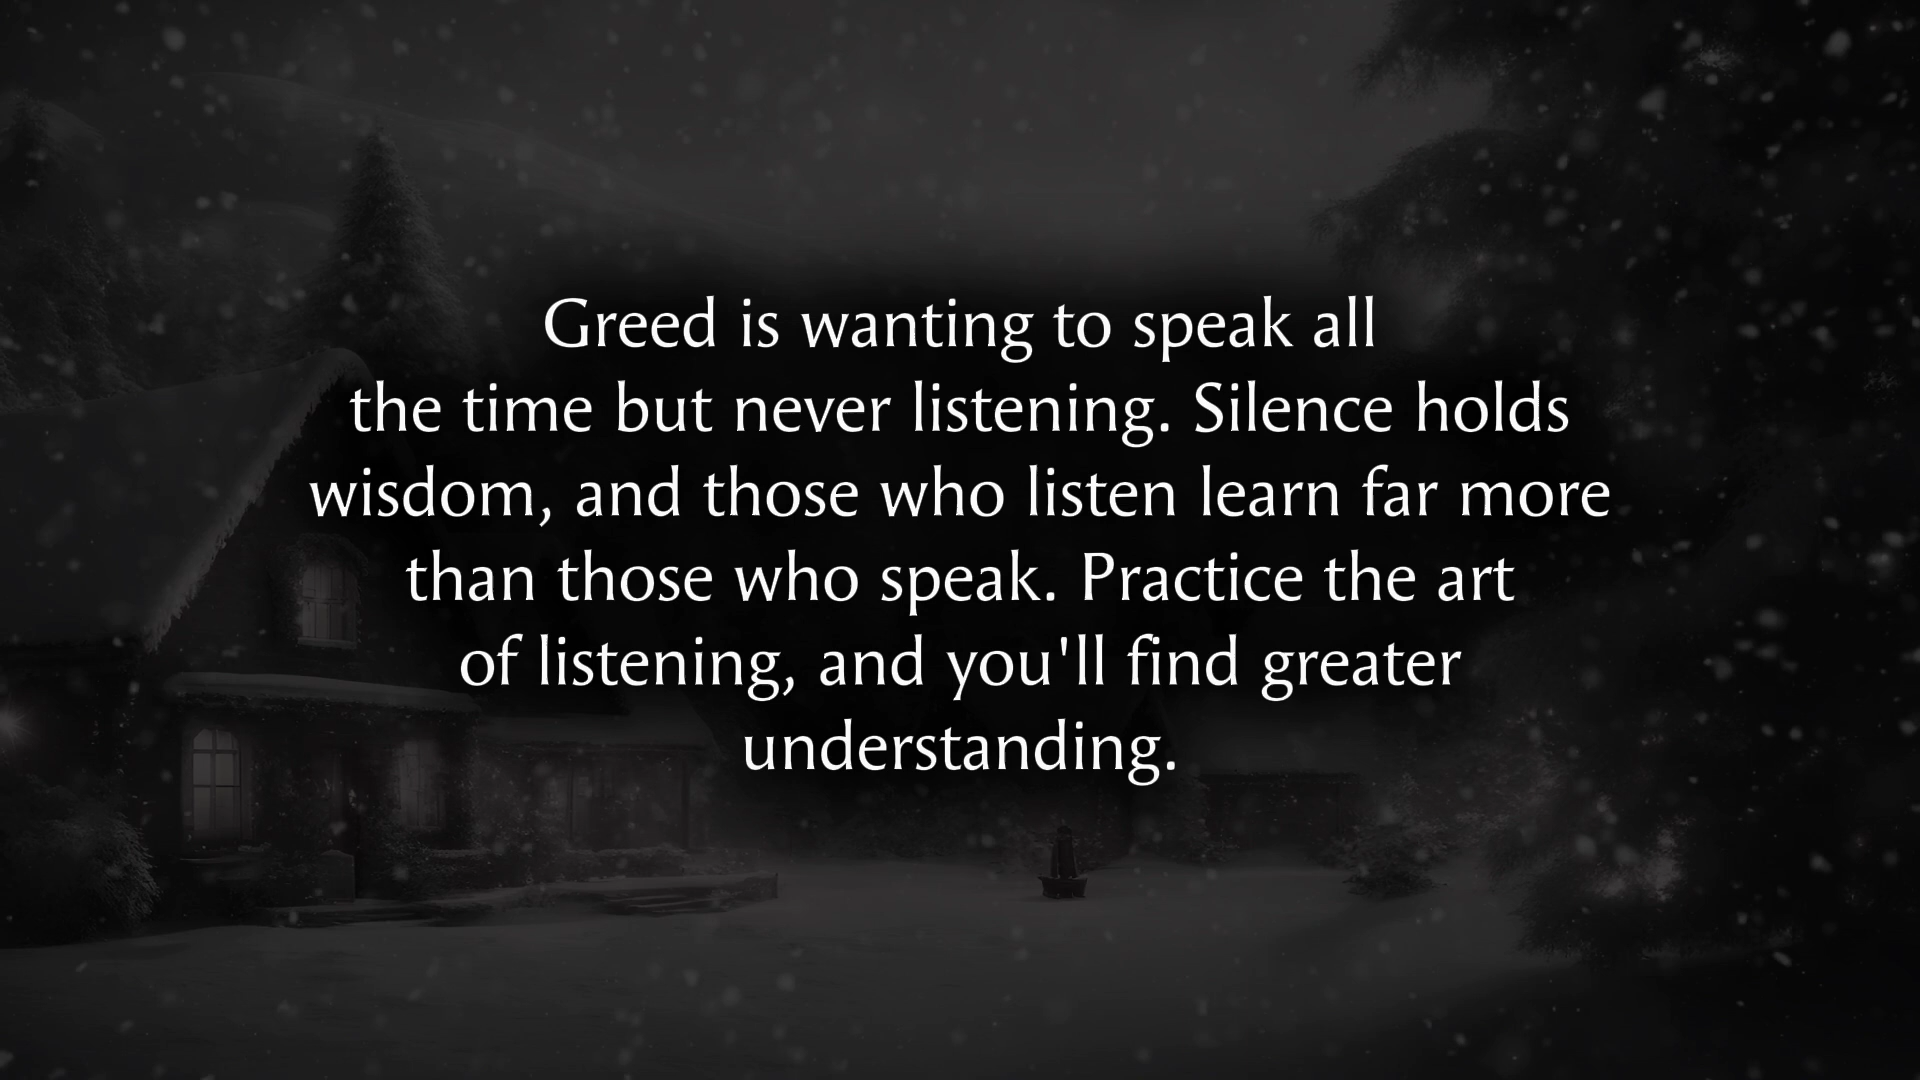 Greed is wanting to speak all
the time but never listening. Silence holds
wisdom, and those who listen learn far more
than those who speak. Practice the art
of listening, and you'll find greater
understanding.